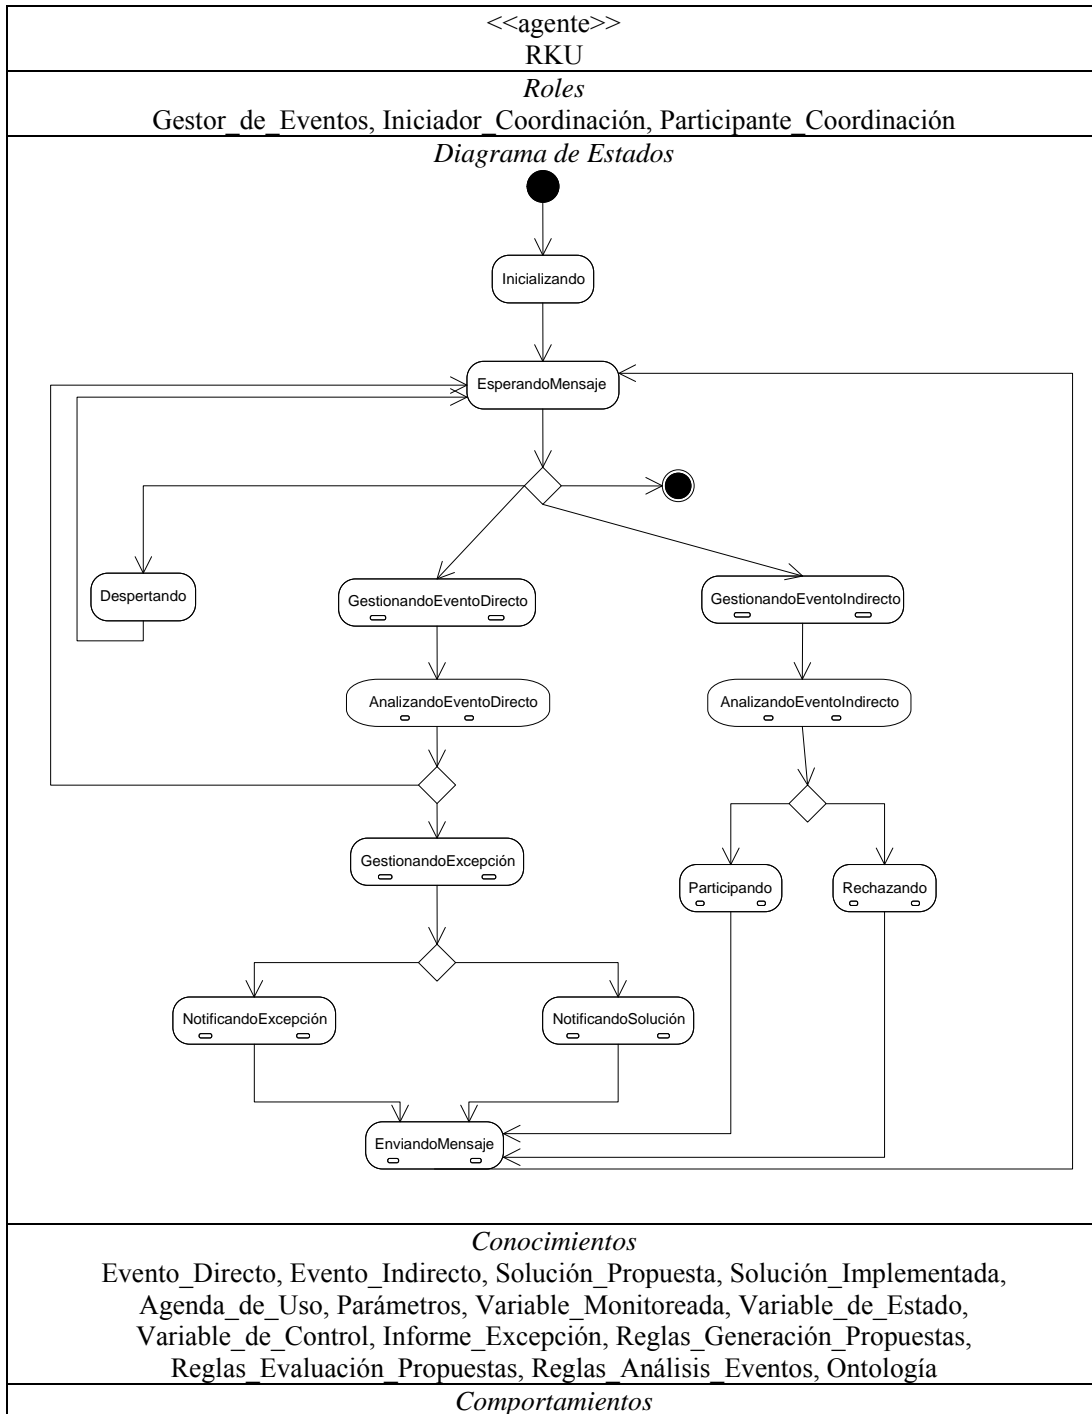 <<agente>>
RKU
Roles
Gestor_de_Eventos, Iniciador_Coordinación, Participante_Coordinación
Diagrama de Estados
Inicializando
EsperandoMensaje
Despertando
GestionandoEventoDirecto
GestionandoEventoIndirecto
AnalizandoEventoDirecto
AnalizandoEventoIndirecto
GestionandoExcepción
Participando
Rechazando
NotificandoExcepción
NotificandoSolución
EnviandoMensaje
Conocimientos
Evento_Directo, Evento_Indirecto, Solución_Propuesta, Solución_Implementada,
Agenda_de_Uso, Parámetros, Variable_Monitoreada, Variable_de_Estado,
Variable_de_Control, Informe_Excepción, Reglas_Generación_Propuestas,
Reglas_Evaluación_Propuestas, Reglas_Análisis_Eventos, Ontología
Comportamientos